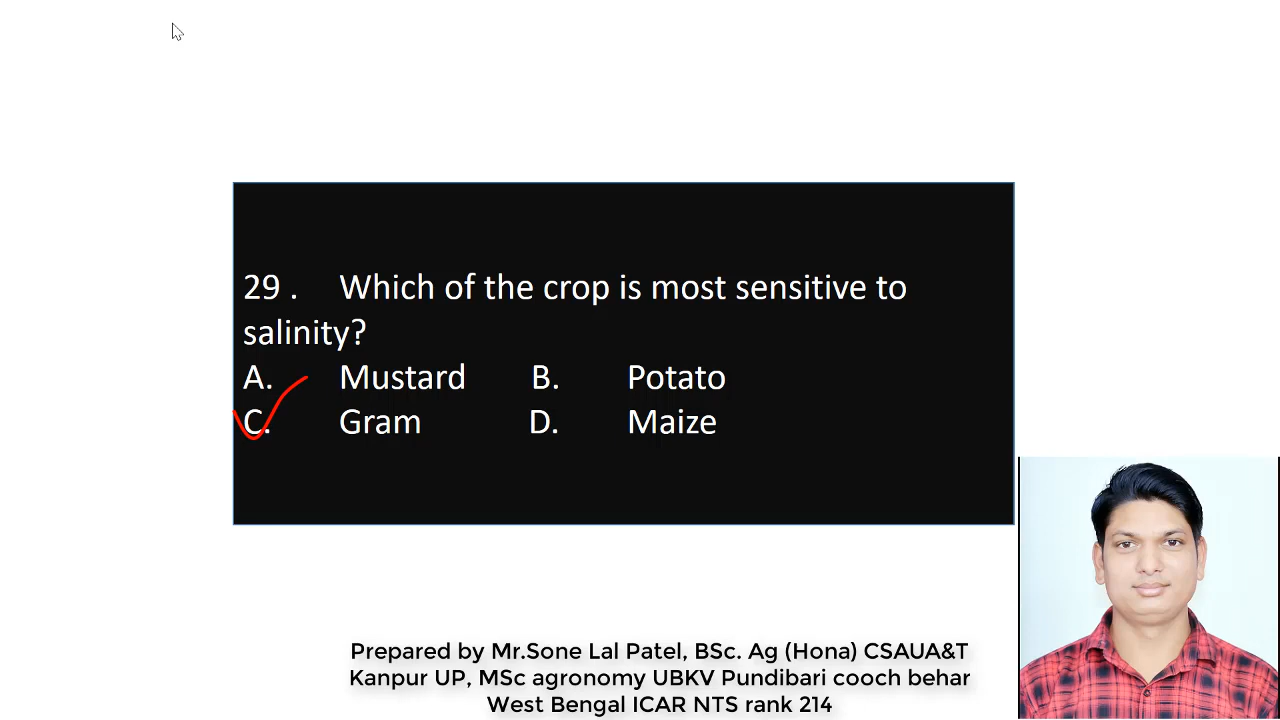 29 . Which of the crop is most sensitive to
salinity?
A. Mustard B. Potato
C. Gram D. Maize
Prepared by Mr.Sone Lal Patel, BSc. Ag (Hona) CSAUA&T
Kanpur UP, MSc agronomy UBKV Pundibari cooch behar
West Bengal ICAR NTS rank 214